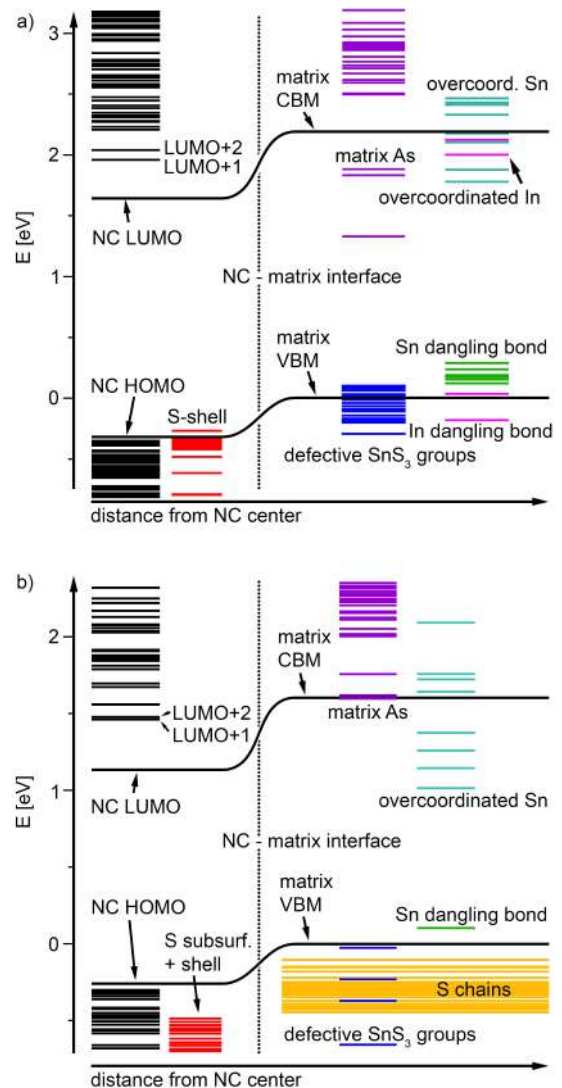 a)
3
matrix
CBM
overcoord. Sn
LUMO+2
LUMO+1
matrix As
2
overcoordinated In
NC LUMO
E [eV]
1
NC - matrix interface
matrix
VBM
Sn dangling bond
NC HOMO
S-shell
0
In dangling bond
defective SnS3 groups
distance from NC center
b)
2
matrix
CBM
LUMO+2
LUMO+1
matrix As
overcoordinated Sn
NC LUMO
E [eV]
1
NC - matrix interface
matrix
VBM
Sn dangling bond
NC HOMO
S subsurf.
+ shell
0
S chains
defective SnS3 groups
distance from NC center